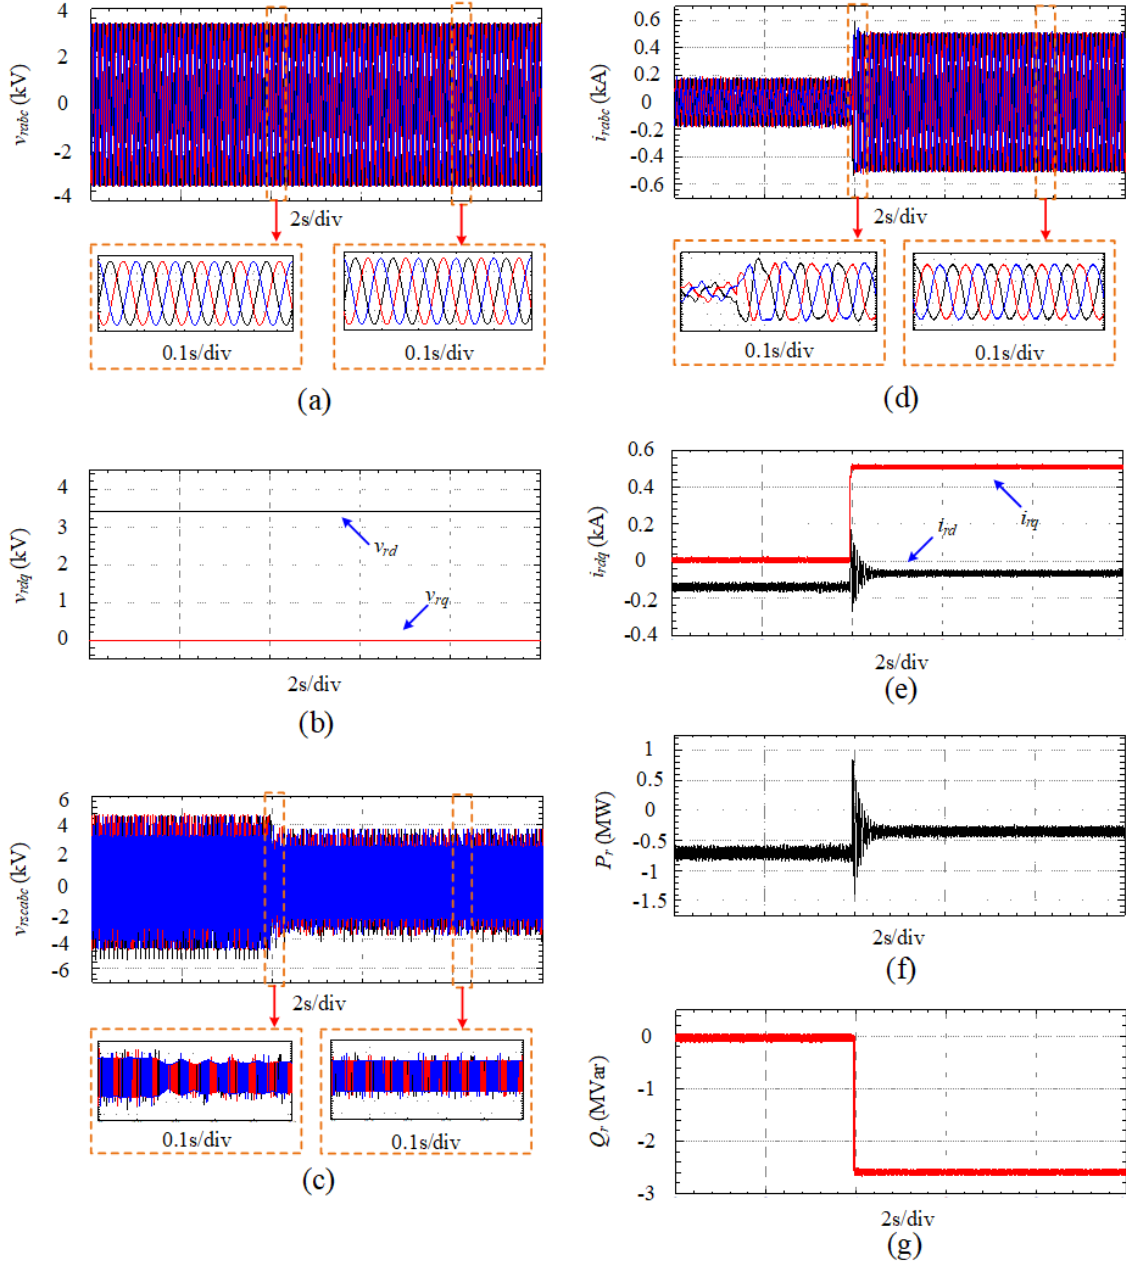 4
2
0
-2
-4
v_rabc (kV)
2s/div
0.1s/div
0.1s/div
(a)
4
3
2
1
0
v_rdq (kV)
v_rd
v_rq
2s/div
(b)
6
4
2
0
-2
-4
-6
v_rscabc (kV)
2s/div
0.1s/div
0.1s/div
(c)
0.6
0.4
0.2
0
-0.2
-0.4
-0.6
i_rabc (kA)
2s/div
0.1s/div
0.1s/div
(d)
0.6
0.4
0.2
0
-0.2
-0.4
i_rdq (kA)
i_rd
i_rq
2s/div
(e)
1
0.5
0
-0.5
-1
-1.5
P_r (MW)
2s/div
(f)
0
-1
-2
-3
Q_r (MVar)
2s/div
(g)